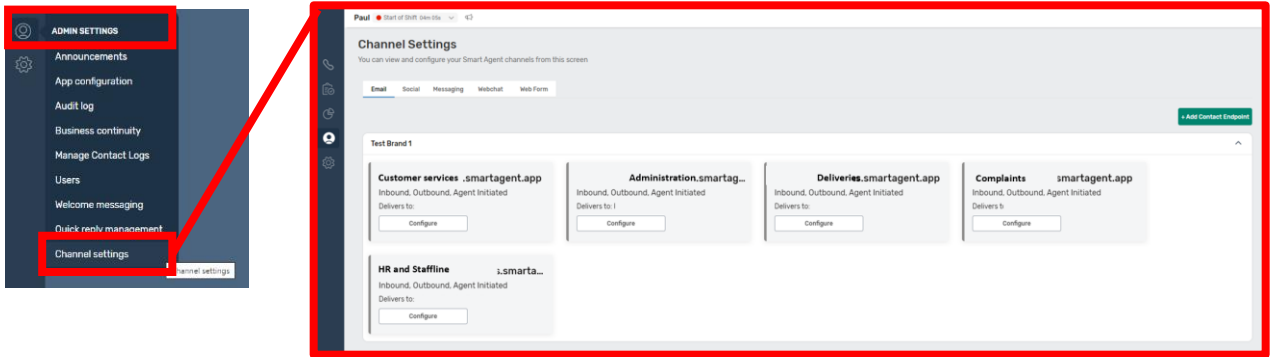 ADMIN SETTINGS
Announcements
App configuration
Audit log
Business continuity
Manage Contact Logs
Users
Welcome messaging
Quick reply management
Channel settings
hannel settings
Paul Start of Shift
Channel Settings
You can view and configure your Smart Agent channels from this screen
Email Social Messaging Webchat Web Form
+ Add Contact Endpoint
Test Brand 1
Customer services .smartagent.app
Inbound, Outbound, Agent Initiated
Delivers to:
Configure
Administration.smartag...
Inbound, Outbound, Agent Initiated
Delivers to:
Configure
Deliveries.smartagent.app
Inbound, Outbound, Agent Initiated
Delivers to:
Configure
Complaints smartagent.app
Inbound, Outbound, Agent Initiated
Delivers t
Configure
HR and Staffline s.smarta...
Inbound, Outbound, Agent Initiated
Delivers to:
Configure